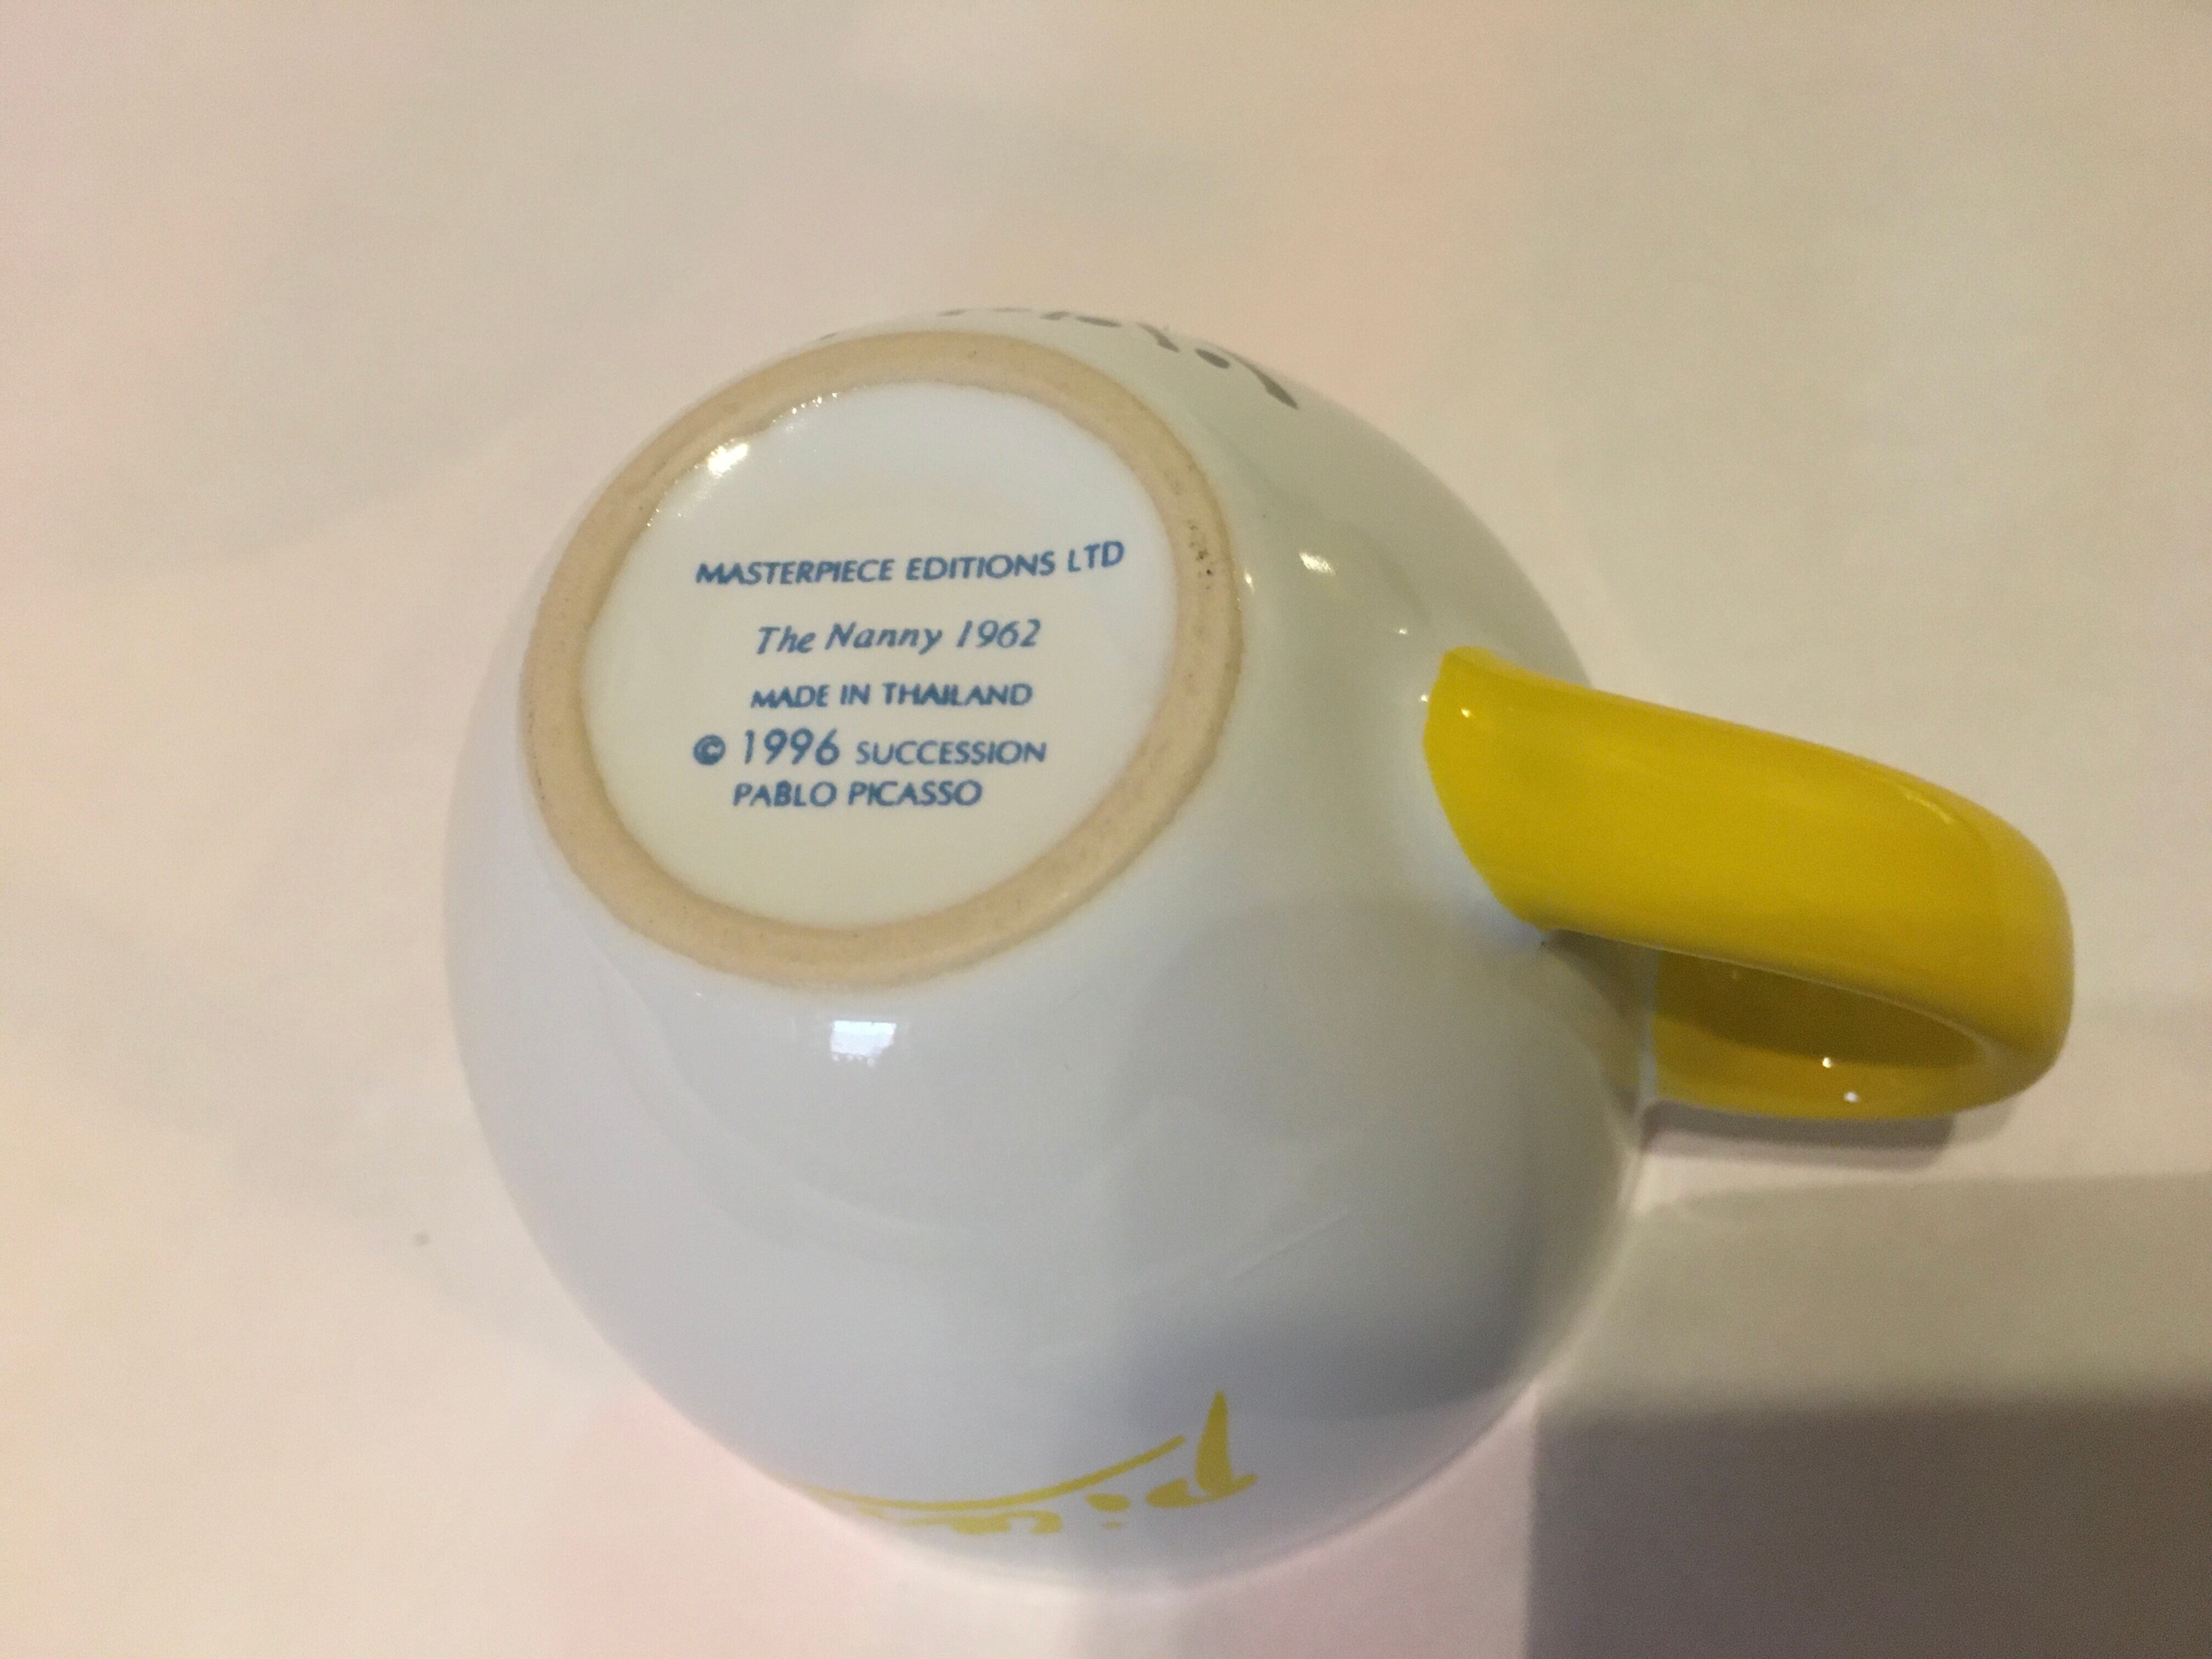 MASTERPIECE EDITIONS LTD
The Nanny 1962
MADE IN THAILAND
© 1996 SUCCESSION
PABLO PICASSO